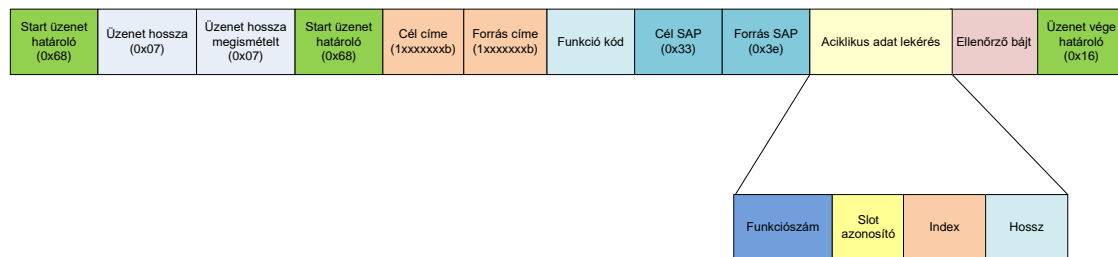 Start üzenet
határoló
(0x68)
Üzenet hossza
(0x07)
Üzenet hossza
megismételt
(0x07)
Start üzenet
határoló
(0x68)
Cél címe
(1xxxxxxxb)
Forrás címe
(1xxxxxxxb)
Funkció kód
Cél SAP
(0x33)
Forrás SAP
(0x3e)
Aciklikus adat lekérés
Ellenőrző bájt
Üzenet vége
határoló
(0x16)
Funkciószám
Slot
azonosító
Index
Hossz